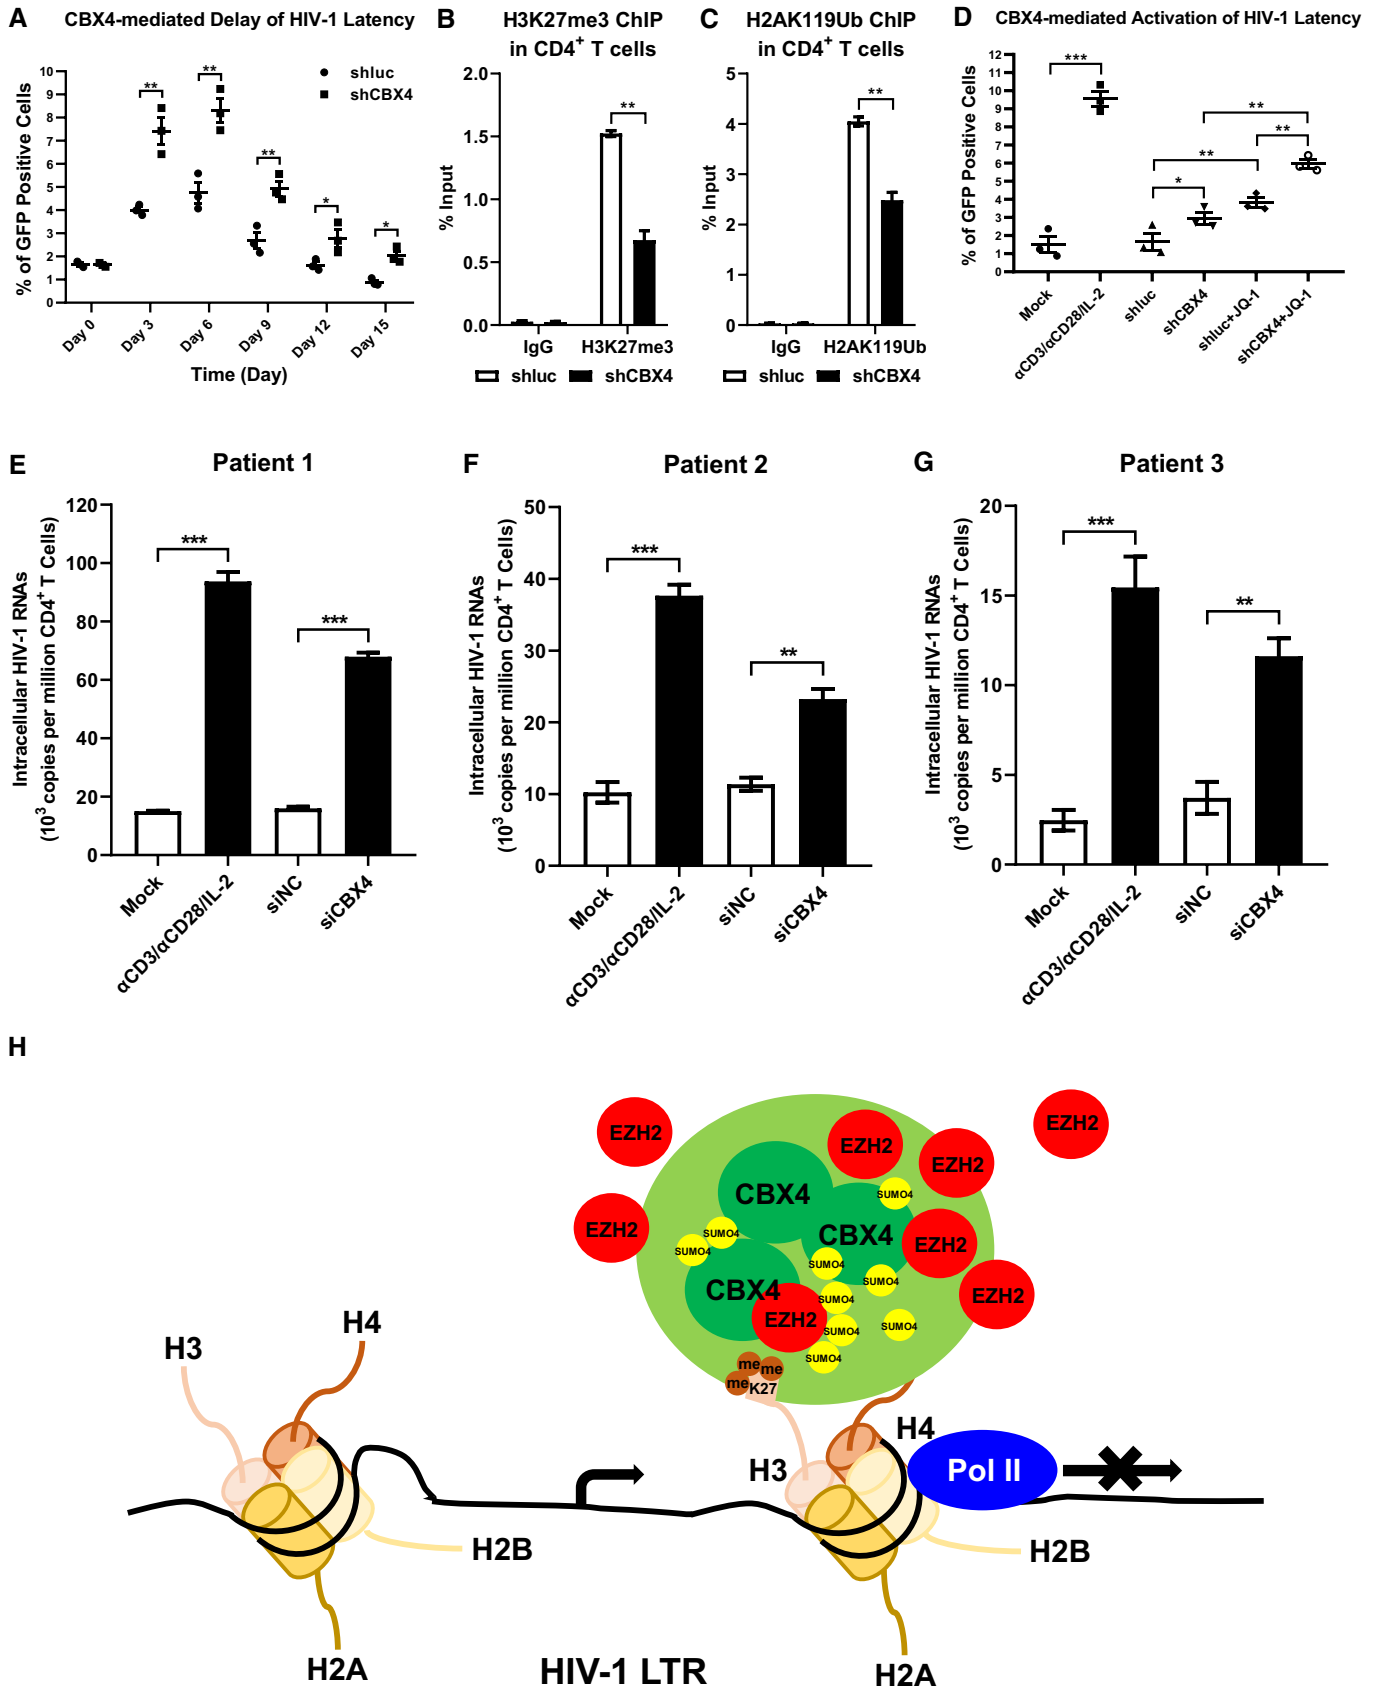 A
CBX4-mediated Delay of HIV-1 Latency
% of GFP Positive Cells
10
9
8
7
6
5
4
3
2
1
0
**
**
**
*
*
shluc
shCBX4
Day 0
Day 3
Day 6
Day 9
Day 12
Day 15
Time (Day)
B
H3K27me3 ChIP
in CD4+ T cells
% Input
2.0
1.5
1.0
0.5
0.0
**
IgG
H3K27me3
shluc
shCBX4
C
H2AK119Ub ChIP
in CD4+ T cells
% Input
5
4
3
2
1
0
**
IgG
H2AK119Ub
shluc
shCBX4
D
CBX4-mediated Activation of HIV-1 Latency
% of GFP Positive Cells
12
11
10
9
8
7
6
5
4
3
2
1
0
***
*
**
**
**
Mock
αCD3/αCD28/IL-2
shluc
shCBX4
shluc+JQ-1
shCBX4+JQ-1
E
Patient 1
Intracellular HIV-1 RNAs
(10³ copies per million CD4+ T Cells)
120
100
80
60
40
20
0
***
***
Mock
αCD3/αCD28/IL-2
siNC
siCBX4
F
Patient 2
Intracellular HIV-1 RNAs
(10³ copies per million CD4+ T Cells)
50
40
30
20
10
0
***
**
Mock
αCD3/αCD28/IL-2
siNC
siCBX4
G
Patient 3
Intracellular HIV-1 RNAs
(10³ copies per million CD4+ T Cells)
20
15
10
5
0
***
**
Mock
αCD3/αCD28/IL-2
siNC
siCBX4
H
EZH2
EZH2
EZH2
EZH2
EZH2
EZH2
EZH2
EZH2
CBX4
CBX4
CBX4
SUMO4
SUMO4
SUMO4
SUMO4
SUMO4
SUMO4
SUMO4
SUMO4
SUMO4
me
me
me
K27
H3
H4
H2B
H2A
H3
H4
Pol II
H2B
H2A
HIV-1 LTR